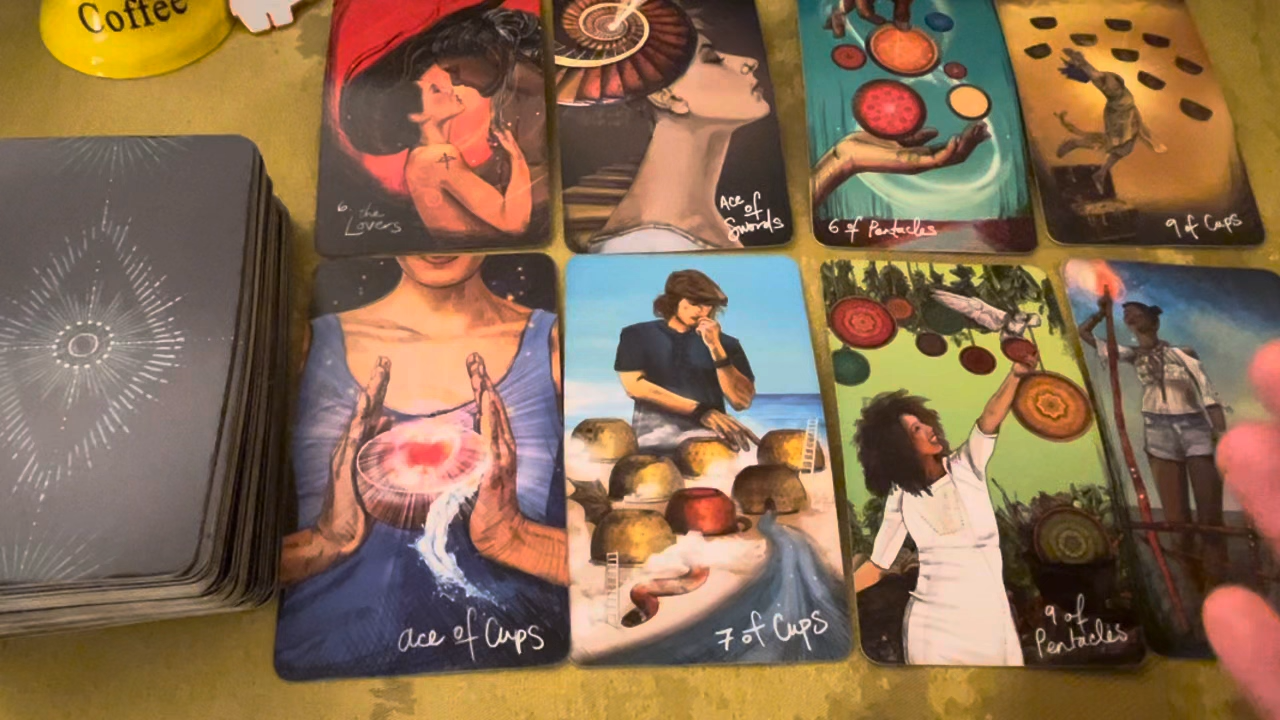 Coffee
6 the
Lovers
Ace
of
Swords
6 of Pentacles
9 of Cups
ace of Cups
7 of Cups
9 of
Pentacles